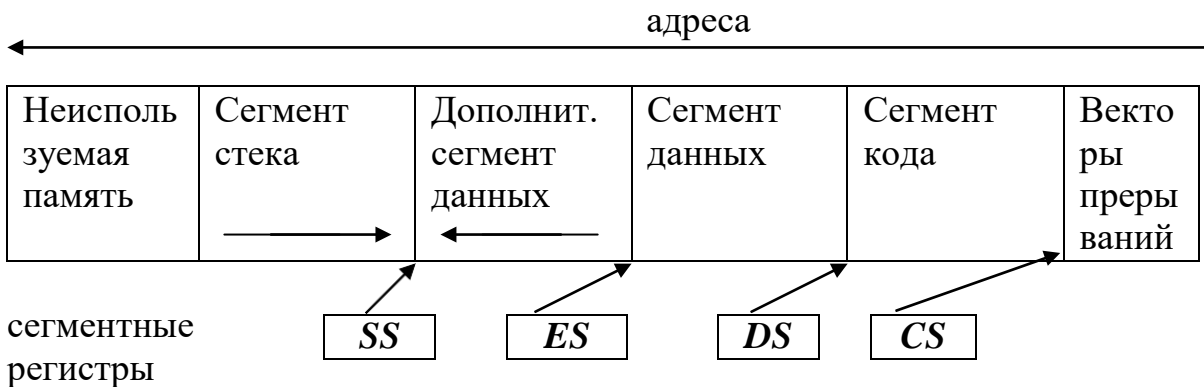 адреса
Неисполь
зуемая
память
Сегмент
стека
Дополнит.
сегмент
данных
Сегмент
данных
Сегмент
кода
Векто
ры
преры
ваний
сегментные
регистры
SS
ES
DS
CS